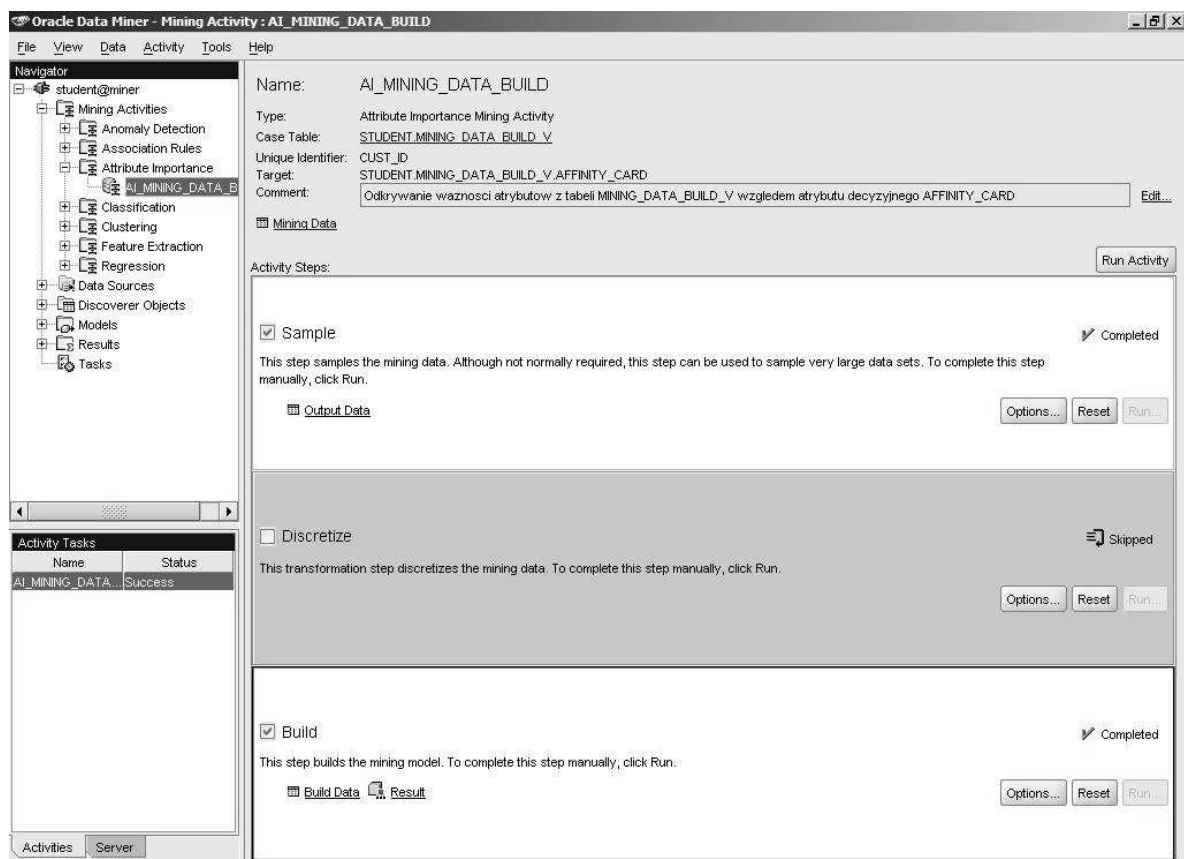 Oracle Data Miner - Mining Activity : AI_MINING_DATA_BUILD
File View Data Activity Tools Help
Navigator
student@miner
Mining Activities
Anomaly Detection
Association Rules
Attribute Importance
AI_MINING_DATA_B
Classification
Clustering
Feature Extraction
Regression
Data Sources
Discoverer Objects
Models
Results
Tasks
Activity Tasks
Name Status
AI_MINING_DATA... Success
Activities Server
Name: AI_MINING_DATA_BUILD
Type: Attribute Importance Mining Activity
Case Table: STUDENT.MINING_DATA_BUILD_V
Unique Identifier: CUST_ID
Target: STUDENT.MINING_DATA_BUILD_V.AFFINITY_CARD
Comment: Odkrywanie waznosci atrybutow z tabeli MINING_DATA_BUILD_V wzgledem atrybutu decyzyjnego AFFINITY_CARD Edit...
Mining Data
Activity Steps: Run Activity
Sample Completed
This step samples the mining data. Although not normally required, this step can be used to sample very large data sets. To complete this step
manually, click Run.
Output Data Options... Reset Run...
Discretize Skipped
This transformation step discretizes the mining data. To complete this step manually, click Run.
Options... Reset Run...
Build Completed
This step builds the mining model. To complete this step manually, click Run.
Build Data Result Options... Reset Run...